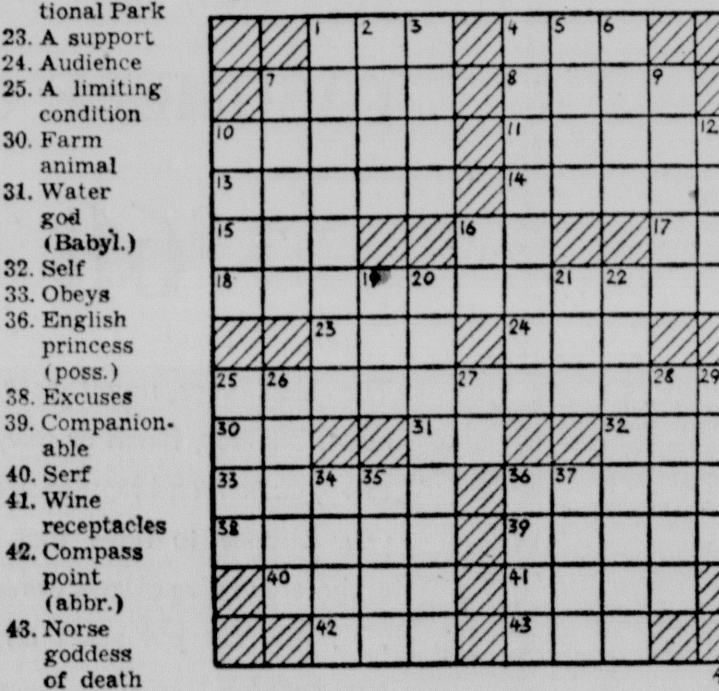 tional Park
23. A support
24. Audience
25. A limiting
condition
30. Farm
animal
31. Water
god
(Babyl.)
32. Self
33. Obeys
36. English
princess
(poss.)
38. Excuses
39. Companion-
able
40. Serf
41. Wine
receptacles
42. Compass
point
(abbr.)
43. Norse
goddess
of death
1 2 3 4 5 6
7 8 9
10 11 12
13 14
15 16 17
18 19 20 21 22
23 24
25 26 27 28 29
30 31 32
33 34 35 36 37
38 39
40 41
42 43